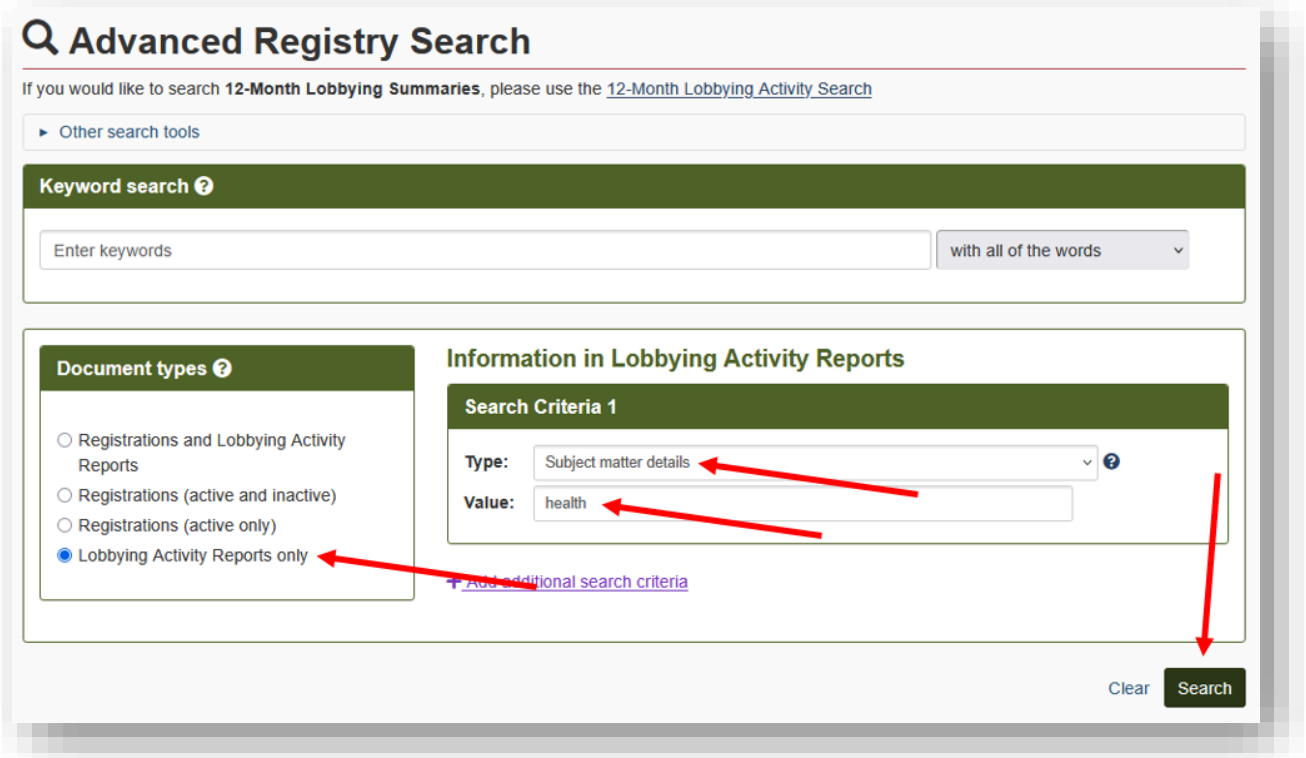 Advanced Registry Search
If you would like to search 12-Month Lobbying Summaries, please use the 12-Month Lobbying Activity Search
Other search tools
Keyword search
Enter keywords with all of the words
Document types
Registrations and Lobbying Activity
Reports
Registrations (active and inactive)
Registrations (active only)
Lobbying Activity Reports only
Information in Lobbying Activity Reports
Search Criteria 1
Type: Subject matter details
Value: health
Add additional search criteria
Clear Search